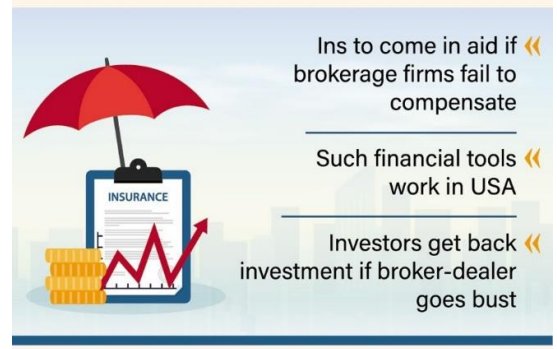 Ins to come in aid if
brokerage firms fail to
compensate
Such financial tools
work in USA
Investors get back
investment if broker-dealer
goes bust
INSURANCE